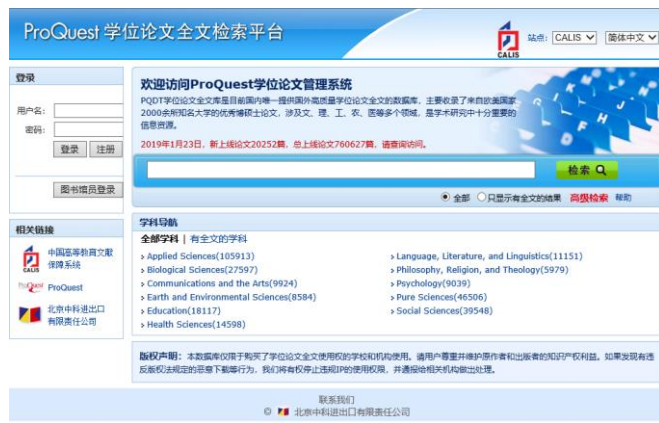 ProQuest 学位论文全文检索平台
CALIS
站点: CALIS 简体中文
登录
用户名:
密码:
登录 注册
图书馆员登录
欢迎访问ProQuest学位论文管理系统
PQDT学位论文全文库是目前国内唯一提供国外高质量学位论文全文的数据库，主要收录了来自欧美国家
2000余所知名大学的优秀博硕士论文，涉及文、理、工、农、医等多个领域，是学术研究中十分重要的
信息资源。
2019年1月23日，新上线论文20252篇，总上线论文760627篇，请查询访问。
检索
全部 只显示有全文的结果 高级检索 帮助
相关链接
CALIS
中国高等教育文献
保障系统
ProQuest ProQuest
北京中科进出口
有限责任公司
学科导航
全部学科 | 有全文的学科
› Applied Sciences(105913)
› Biological Sciences(27597)
› Communications and the Arts(9924)
› Earth and Environmental Sciences(8584)
› Education(18117)
› Health Sciences(14598)
› Language, Literature, and Linguistics(11151)
› Philosophy, Religion, and Theology(5979)
› Psychology(9039)
› Pure Sciences(46506)
› Social Sciences(39548)
版权声明：本数据库仅限于购买了学位论文全文使用权的学校和机构使用。请用户尊重并维护原作者和出版者的知识产权利益。如果发现有违
反版权法规定的恶意下载等行为，我们将有权停止违规IP的使用权限，并通报给相关机构做出处理。
联系我们
© 北京中科进出口有限责任公司